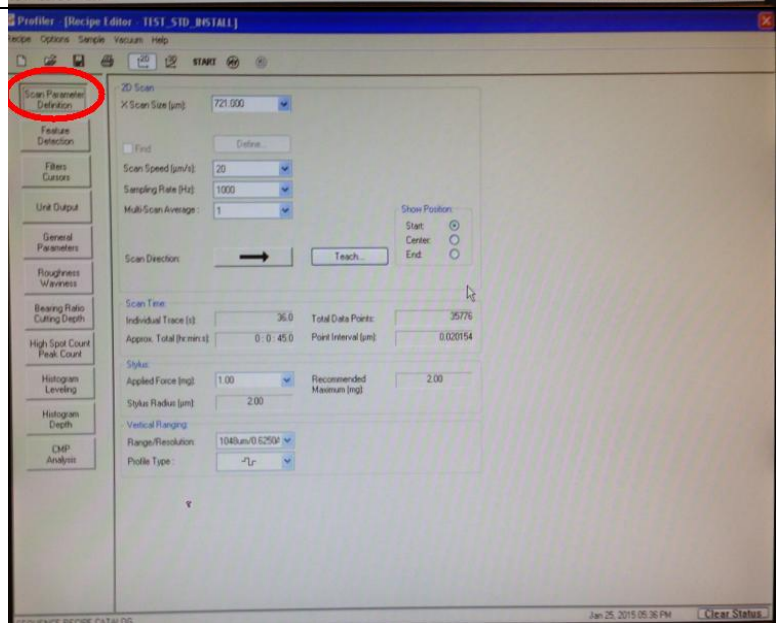 Profiler - [Recipe Editor - TEST_STD_INSTALL]
Recipe Options Sample Vacuum Help
START
Scan Parameter
Definition
Feature
Detection
Filters
Cursors
Unit Output
General
Parameters
Roughness
Waviness
Bearing Ratio
Cutting Depth
High Spot Count
Peak Count
Histogram
Leveling
Histogram
Depth
CMP
Analysis
2D Scan
X Scan Size (µm): 721.000
Find Define...
Scan Speed (µm/s): 20
Sampling Rate (Hz): 1000
Multi-Scan Average : 1
Show Position:
Start:
Center:
End:
Scan Direction: Teach...
Scan Time:
Individual Trace (s): 36.0 Total Data Points: 35776
Approx. Total (hr:min:s): 0 : 0 : 45.0 Point Interval (µm): 0.020154
Stylus:
Applied Force (mg): 1.00 Recommended Maximum (mg): 2.00
Stylus Radius (µm): 2.00
Vertical Ranging:
Range/Resolution: 1048um/0.6250
Profile Type :
SEQUENCE RECIPE CATALOG
Jan 25, 2015 05:36 PM Clear Status